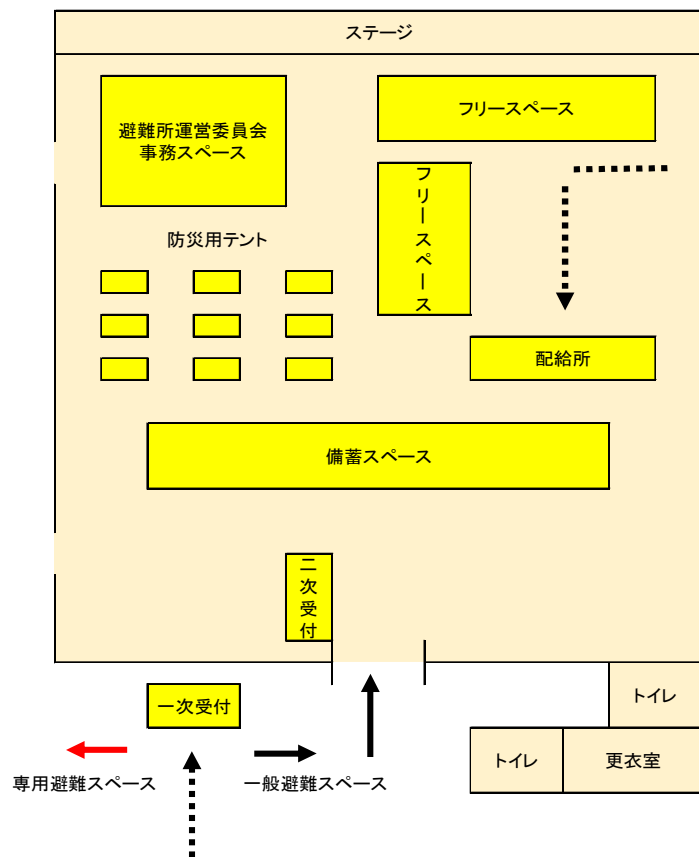 ステージ
避難所運営委員会
事務スペース
フリースペース
フリースペース
防災用テント
配給所
備蓄スペース
二次受付
一次受付
トイレ
専用避難スペース
一般避難スペース
トイレ
更衣室